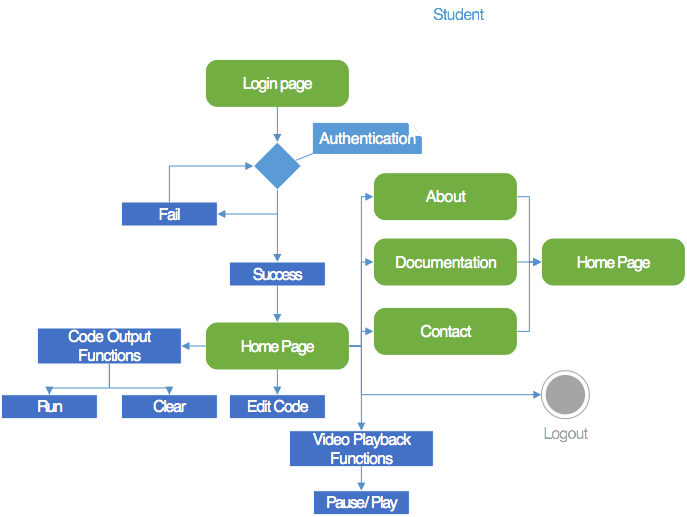 Student
Login page
Authentication
About
Fail
Documentation
Home Page
Success
Contact
Code Output
Functions
Home Page
Run
Clear
Edit Code
Logout
Video Playback
Functions
Pause/ Play